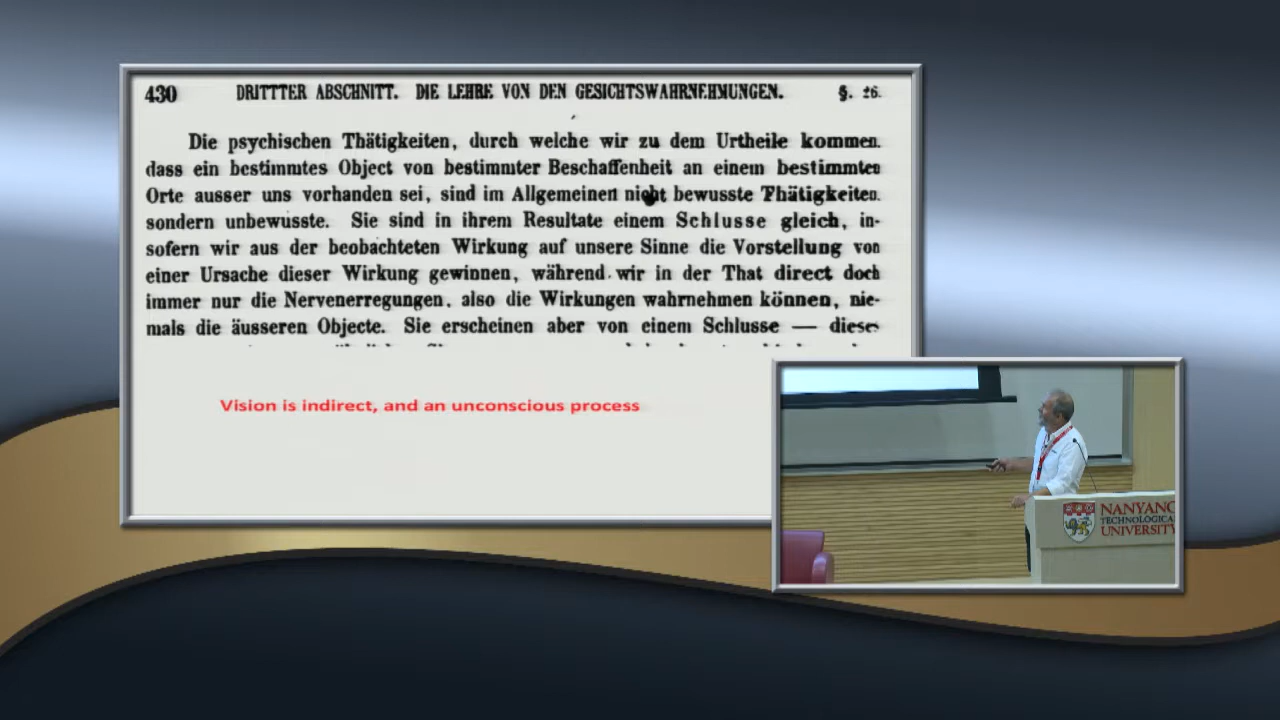 430 DRITTTER ABSCHNITT. DIE LEHRE VON DEN GESICHTSWAHRNEHMUNGEN. §. 26.
Die psychischen Thätigkeiten, durch welche wir zu dem Urtheile kommen.
dass ein bestimmtes Object von bestimmter Beschaffenheit an einem bestimmten
Orte ausser uns vorhanden sei, sind im Allgemeinen nicht bewusste Thätigkeiten.
sondern unbewusste. Sie sind in ihrem Resultate einem Schlusse gleich, in-
sofern wir aus der beobachteten Wirkung auf unsere Sinne die Vorstellung von
einer Ursache dieser Wirkung gewinnen, während wir in der That direct doch
immer nur die Nervenerregungen, also die Wirkungen wahrnehmen können, nie-
mals die äusseren Objecte. Sie erscheinen aber von einem Schlusse — dieses
Vision is indirect, and an unconscious process
NANYANG
TECHNOLOGICA
UNIVERSITY